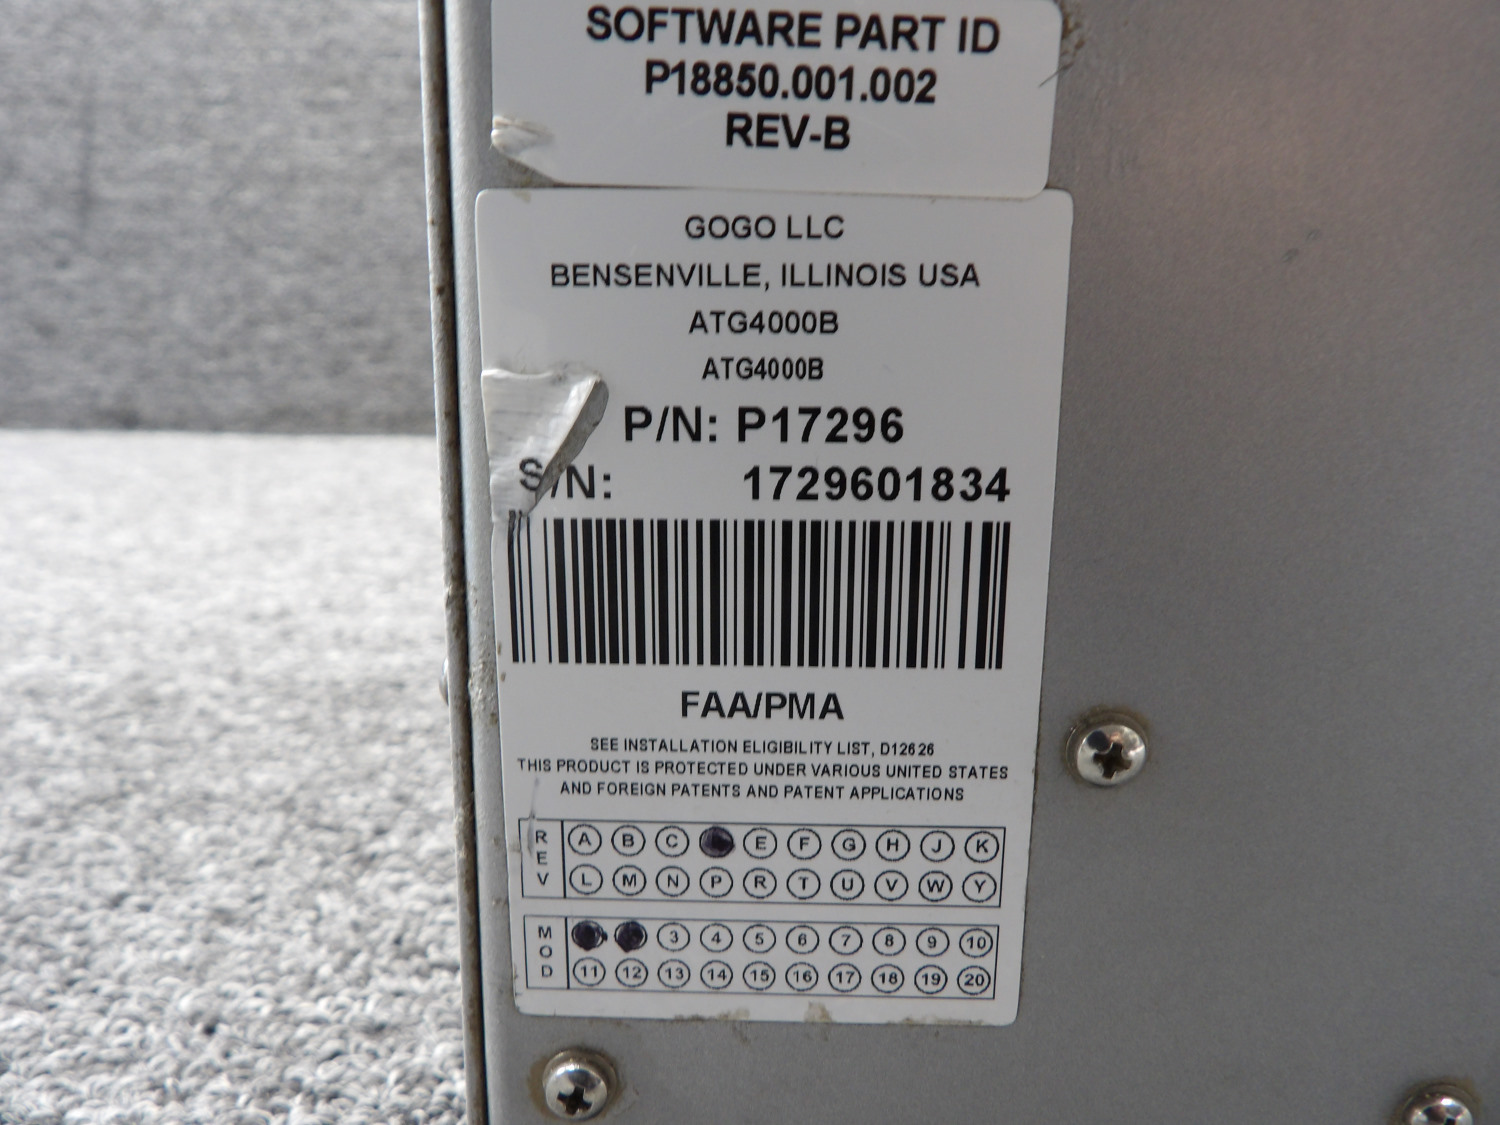 SOFTWARE PART ID
P18850.001.002
REV-B
GOGO LLC
BENSENVILLE, ILLINOIS USA
ATG4000B
ATG4000B
P/N: P17296
S/N: 1729601834
FAA/PMA
SEE INSTALLATION ELIGIBILITY LIST, D12626
THIS PRODUCT IS PROTECTED UNDER VARIOUS UNITED STATES
AND FOREIGN PATENTS AND PATENT APPLICATIONS
REV
A B C E F G H J K
L M N P R T U V W Y
MOD
3 4 5 6 7 8 9 10
11 12 13 14 15 16 17 18 19 20